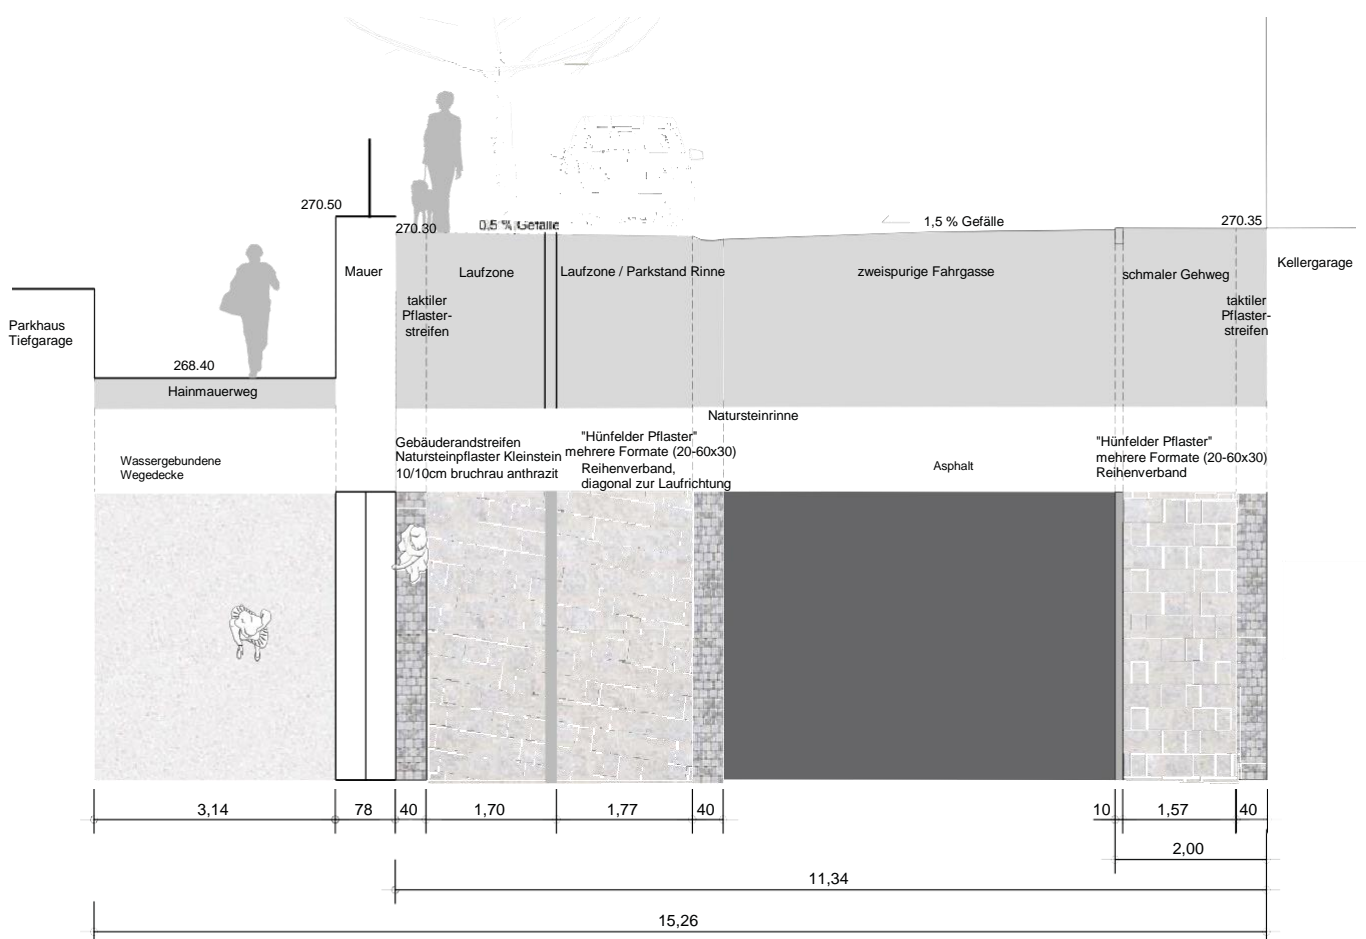 270.50
270.30
0,5 % Gefälle
1,5 % Gefälle
270.35
Mauer
Laufzone
Laufzone / Parkstand Rinne
zweispurige Fahrgasse
schmaler Gehweg
Kellergarage
taktiler
Pflaster-
streifen
taktiler
Pflaster-
streifen
Parkhaus
Tiefgarage
268.40
Hainmauerweg
Natursteinrinne
Wassergebundene
Wegedecke
Gebäuderandstreifen
Natursteinpflaster Kleinstein
10/10cm bruchrau anthrazit
"Hünfelder Pflaster"
mehrere Formate (20-60x30)
Reihenverband,
diagonal zur Laufrichtung
Asphalt
"Hünfelder Pflaster"
mehrere Formate (20-60x30)
Reihenverband
3,14
78
40
1,70
1,77
40
10
1,57
40
2,00
11,34
15,26